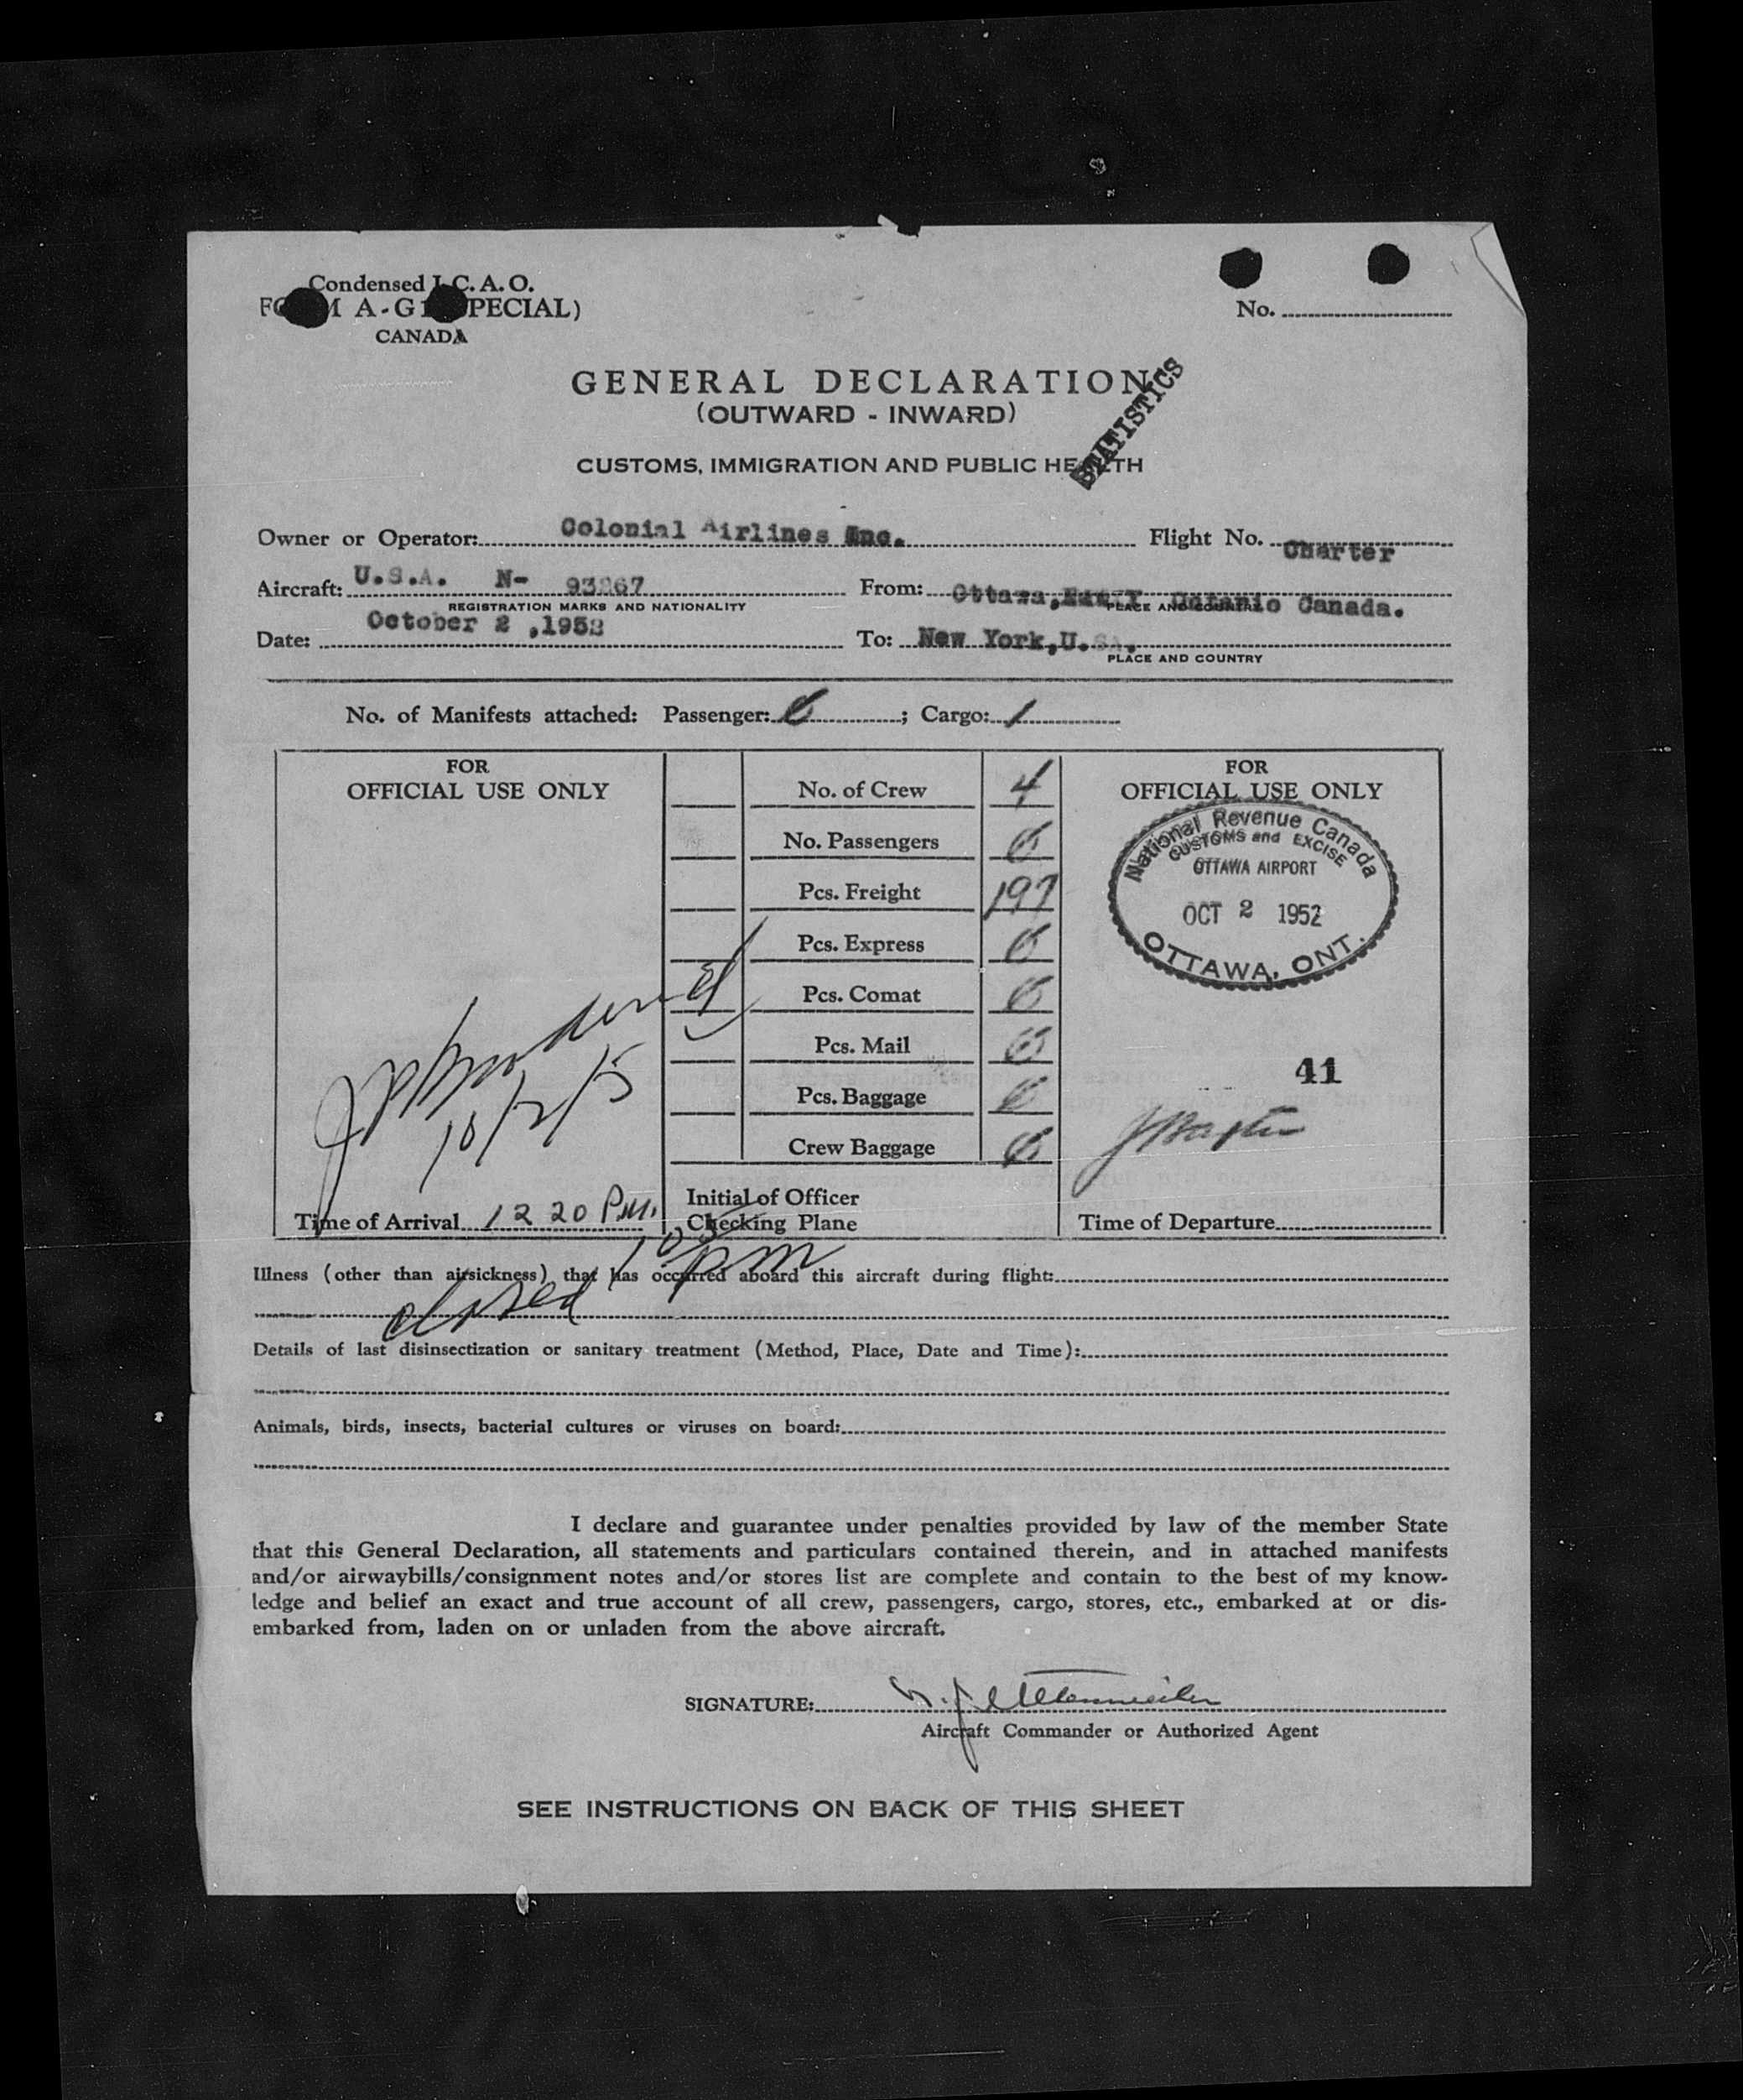 Condensed I.C.A.O.
FORM A-G1 (SPECIAL)
CANADA
No.
GENERAL DECLARATION
(OUTWARD - INWARD)
STATISTICS
CUSTOMS, IMMIGRATION AND PUBLIC HEALTH
Owner or Operator: Colonial Airlines Inc. Flight No. Charter
Aircraft: U.S.A. N- 93267 From: Ottawa, Ontario Canada.
REGISTRATION MARKS AND NATIONALITY PLACE AND COUNTRY
Date: October 2 ,1952 To: New York,U.SA.
PLACE AND COUNTRY
No. of Manifests attached: Passenger: 0 ; Cargo: 1
FOR
OFFICIAL USE ONLY
No. of Crew 4
No. Passengers 0
Pcs. Freight 197
Pcs. Express 0
Pcs. Comat 0
Pcs. Mail 0
Pcs. Baggage 0
Crew Baggage 0
FOR
OFFICIAL USE ONLY
National Revenue Canada
CUSTOMS and EXCISE
OTTAWA AIRPORT
OCT 2 1952
OTTAWA, ONT.
41
10/2/5
Time of Arrival 12 20 P.M.
Initial of Officer
Checking Plane
Time of Departure
105 pm
Illness (other than airsickness) that has occurred aboard this aircraft during flight:
closed
Details of last disinsectization or sanitary treatment (Method, Place, Date and Time):
Animals, birds, insects, bacterial cultures or viruses on board:
I declare and guarantee under penalties provided by law of the member State
that this General Declaration, all statements and particulars contained therein, and in attached manifests
and/or airwaybills/consignment notes and/or stores list are complete and contain to the best of my know-
ledge and belief an exact and true account of all crew, passengers, cargo, stores, etc., embarked at or dis-
embarked from, laden on or unladen from the above aircraft.
SIGNATURE:
Aircraft Commander or Authorized Agent
SEE INSTRUCTIONS ON BACK OF THIS SHEET